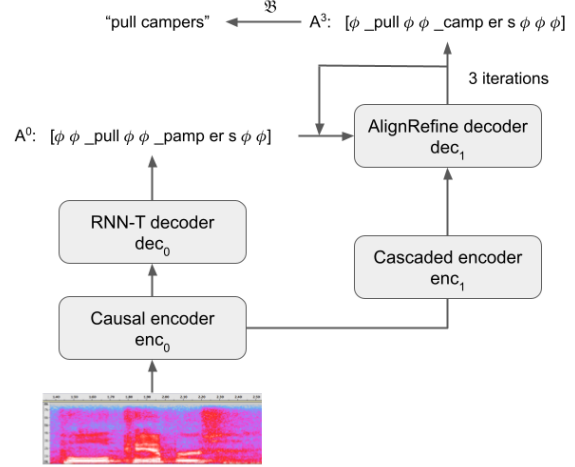 “pull campers”
𝔅
A³: [ϕ _pull ϕ ϕ _camp er s ϕ ϕ ϕ]
3 iterations
A⁰: [ϕ ϕ _pull ϕ ϕ _pamp er s ϕ ϕ]
AlignRefine decoder
dec₁
RNN-T decoder
dec₀
Cascaded encoder
enc₁
Causal encoder
enc₀